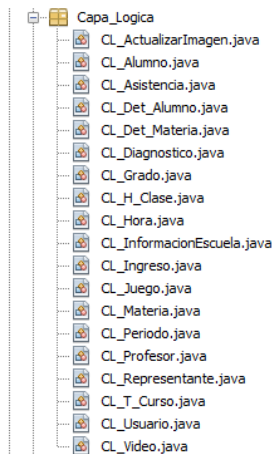 Capa_Logica
CL_ActualizarImagen.java
CL_Alumno.java
CL_Asistencia.java
CL_Det_Alumno.java
CL_Det_Materia.java
CL_Diagnostico.java
CL_Grado.java
CL_H_Clase.java
CL_Hora.java
CL_InformacionEscuela.java
CL_Ingreso.java
CL_Juego.java
CL_Materia.java
CL_Periodo.java
CL_Profesor.java
CL_Representante.java
CL_T_Curso.java
CL_Usuario.java
CL_Video.java